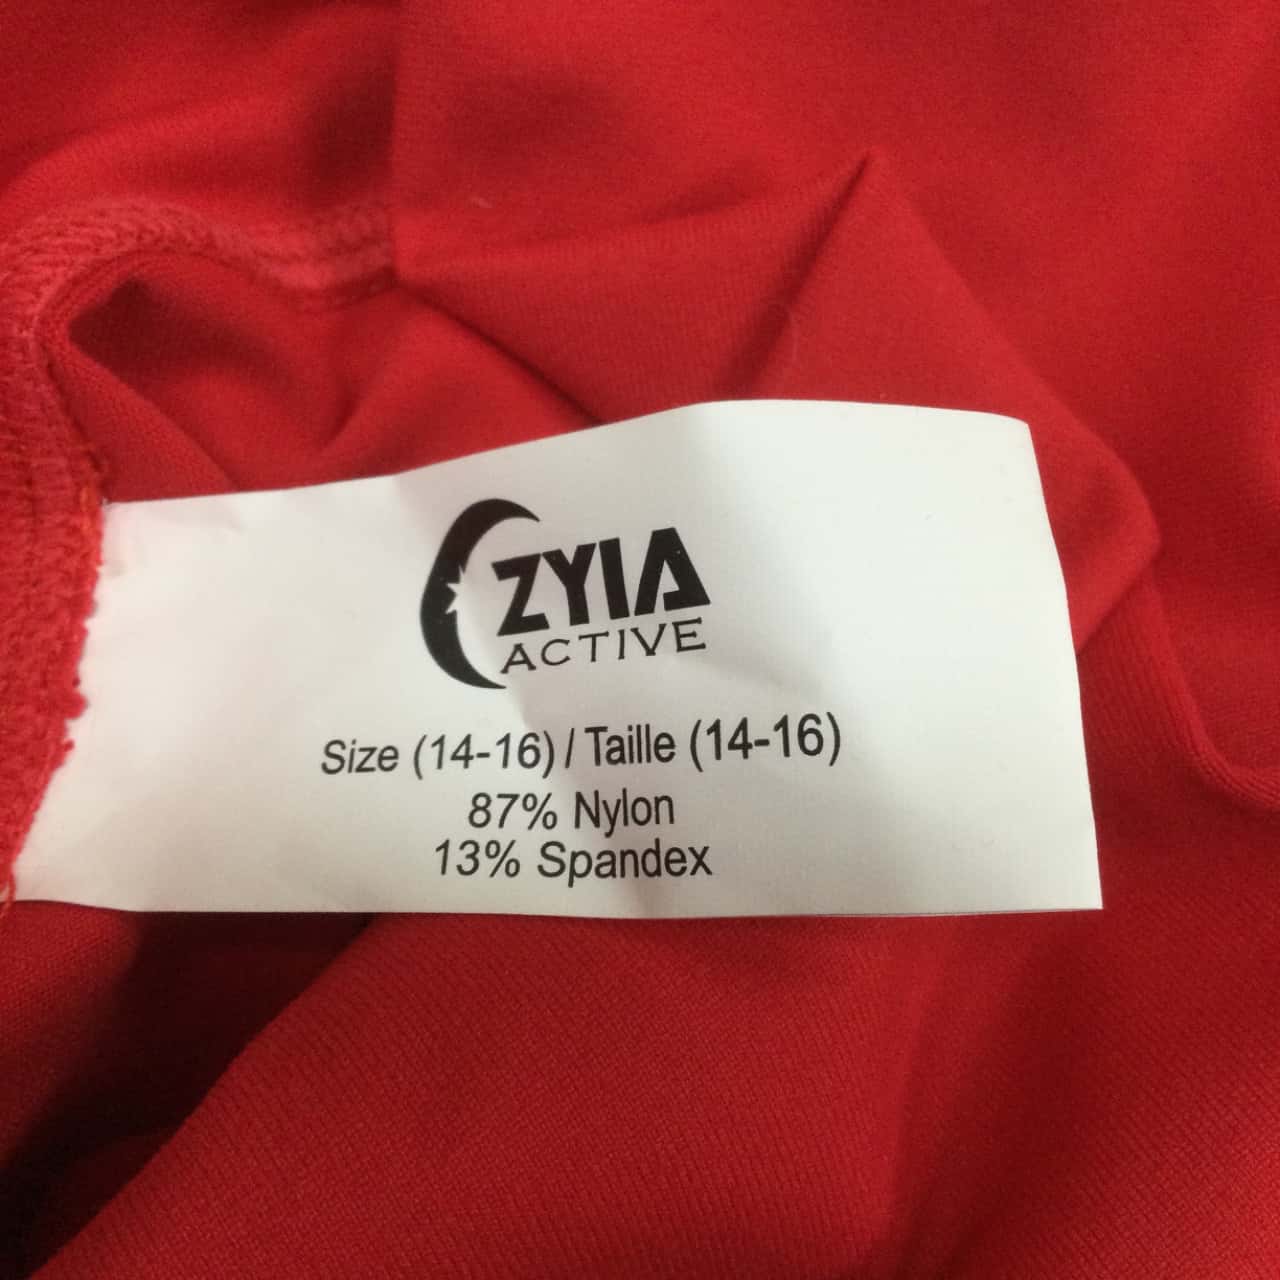 ZYIA
ACTIVE
Size (14-16) / Taille (14-16)
87% Nylon
13% Spandex